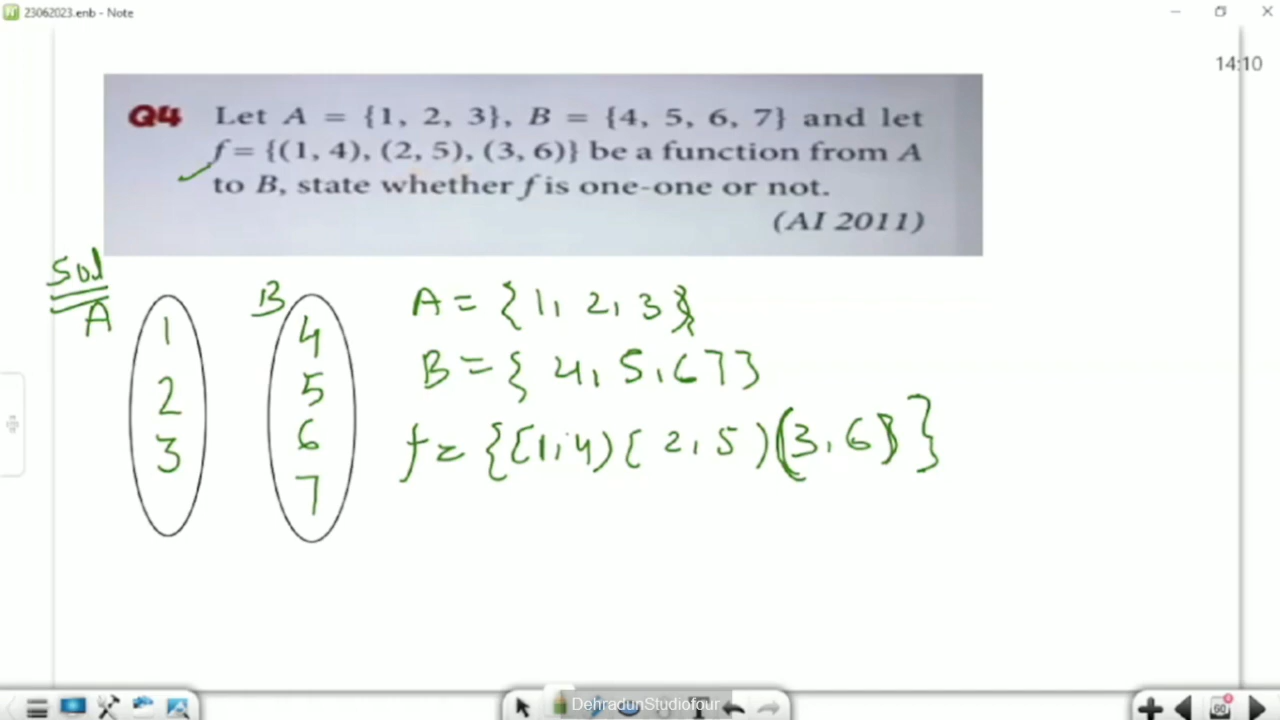 23062023.enb - Note
14:10
Q4 Let A = {1, 2, 3}, B = {4, 5, 6, 7} and let
f = {(1, 4), (2, 5), (3, 6)} be a function from A
to B, state whether f is one-one or not.
(AI 2011)
Sol
A
B
1
2
3
4
5
6
7
A = {1, 2, 3}
B = { 4, 5, 6 7}
f = {(1, 4) ( 2, 5 ) (3, 6) }
DehradunStudiofour